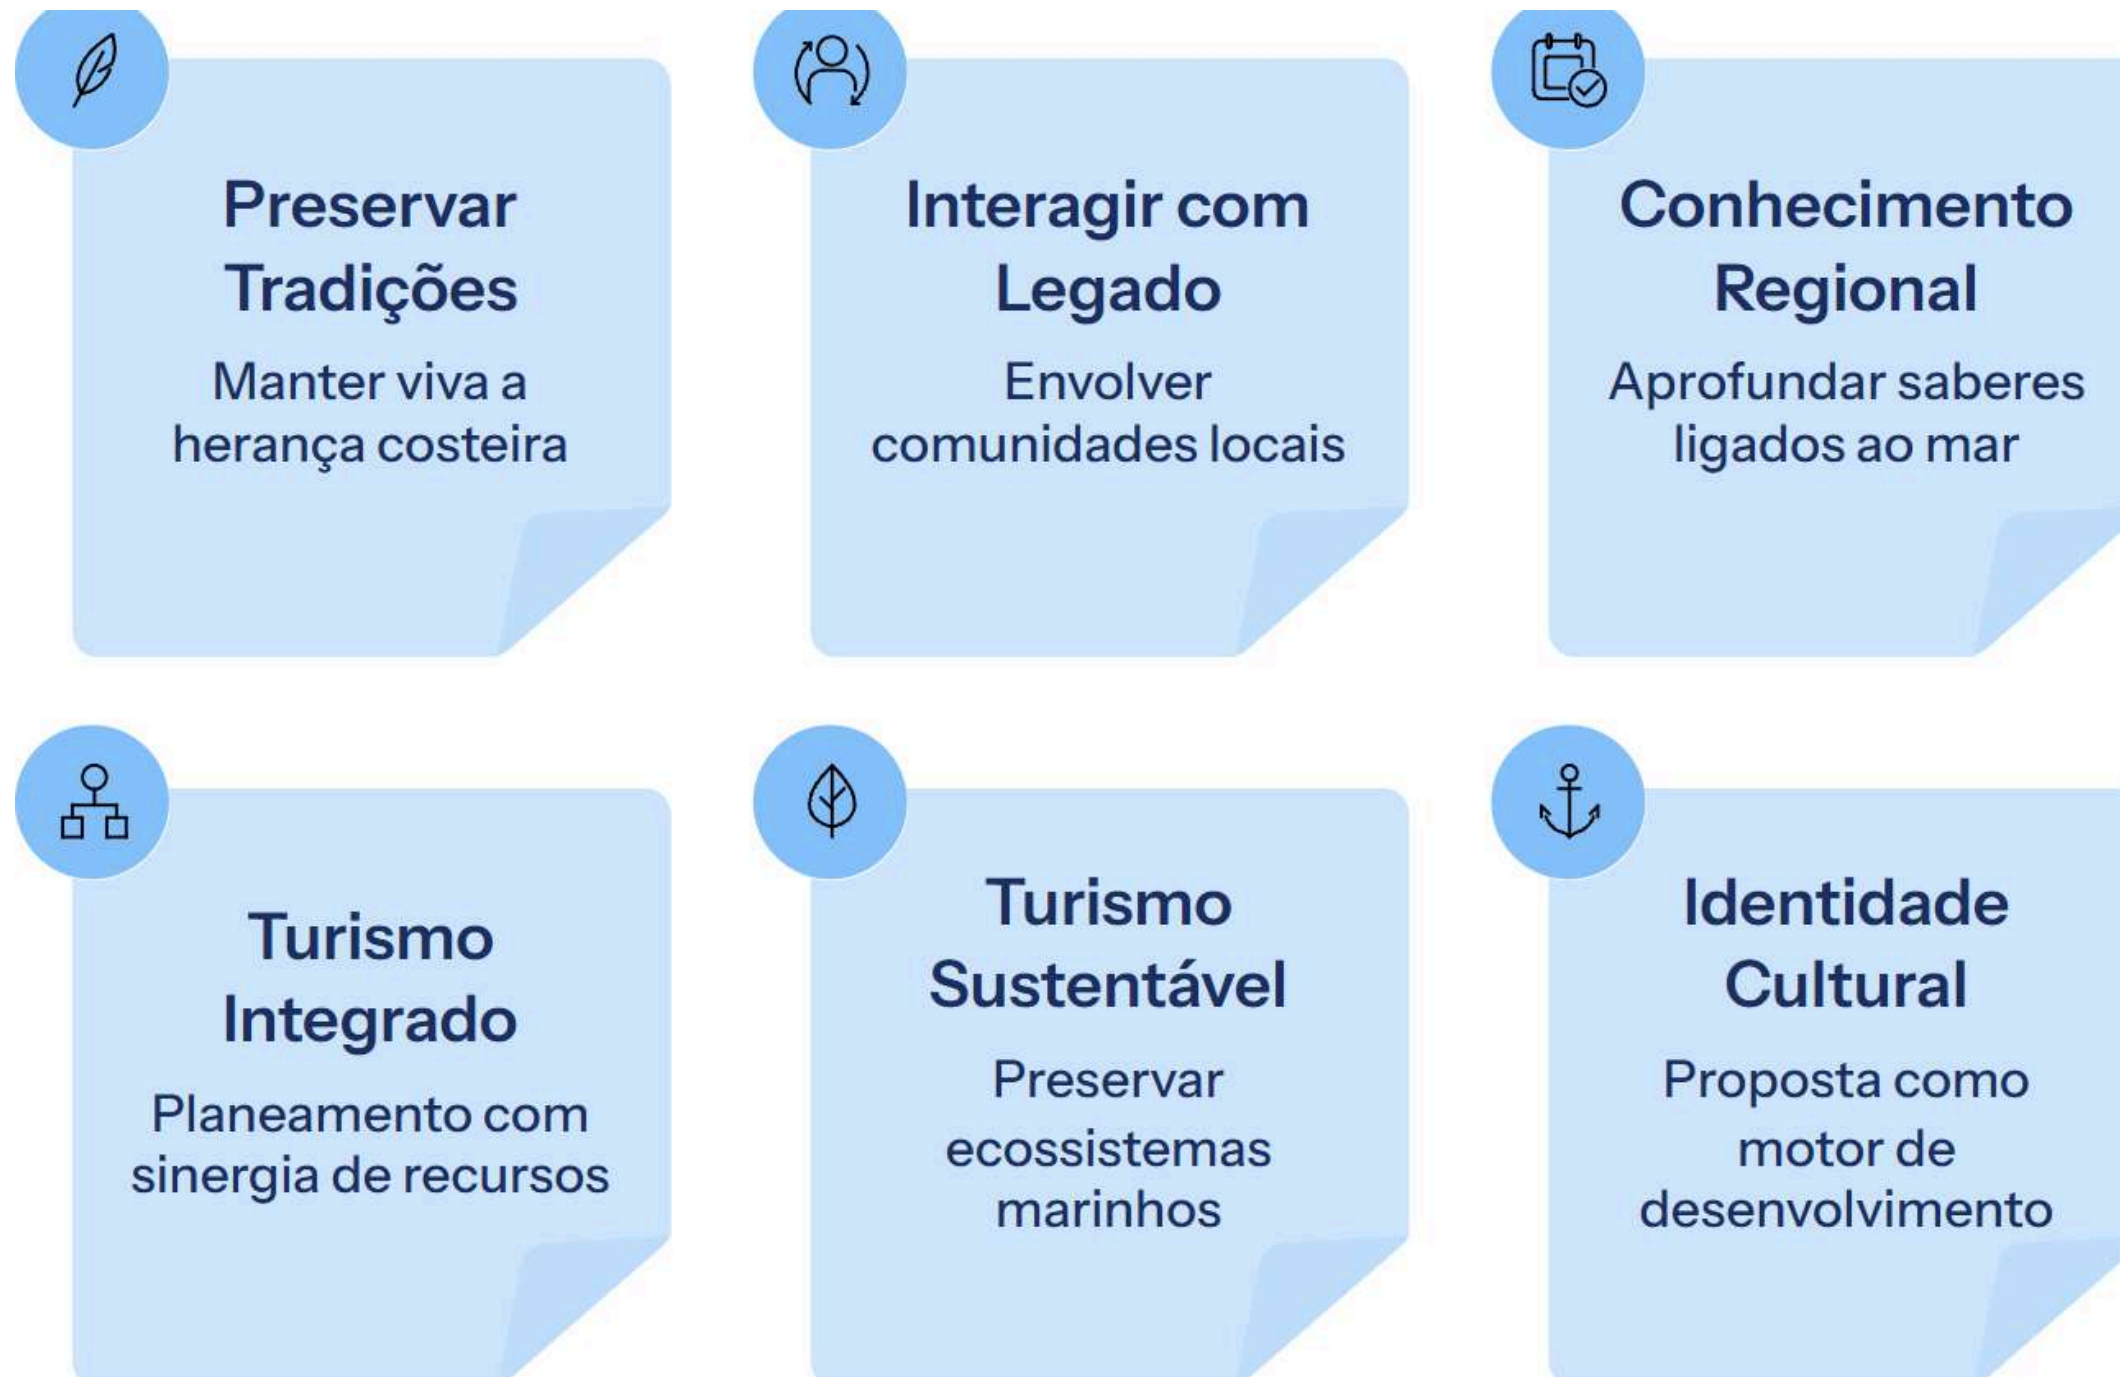 Preservar
Tradições
Manter viva a
herança costeira
Interagir com
Legado
Envolver
comunidades locais
Conhecimento
Regional
Aprofundar saberes
ligados ao mar
Turismo
Integrado
Planeamento com
sinergia de recursos
Turismo
Sustentável
Preservar
ecossistemas
marinhos
Identidade
Cultural
Proposta como
motor de
desenvolvimento